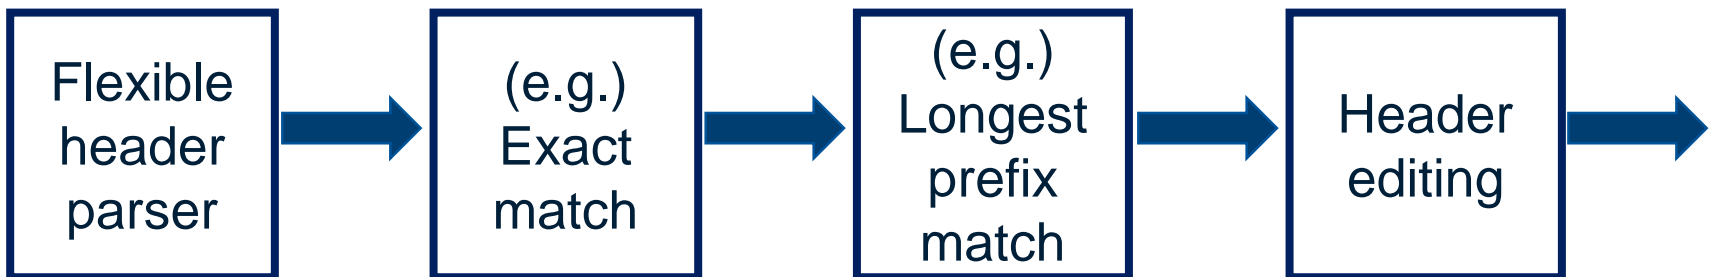 Flexible
header
parser
(e.g.)
Exact
match
(e.g.)
Longest
prefix
match
Header
editing